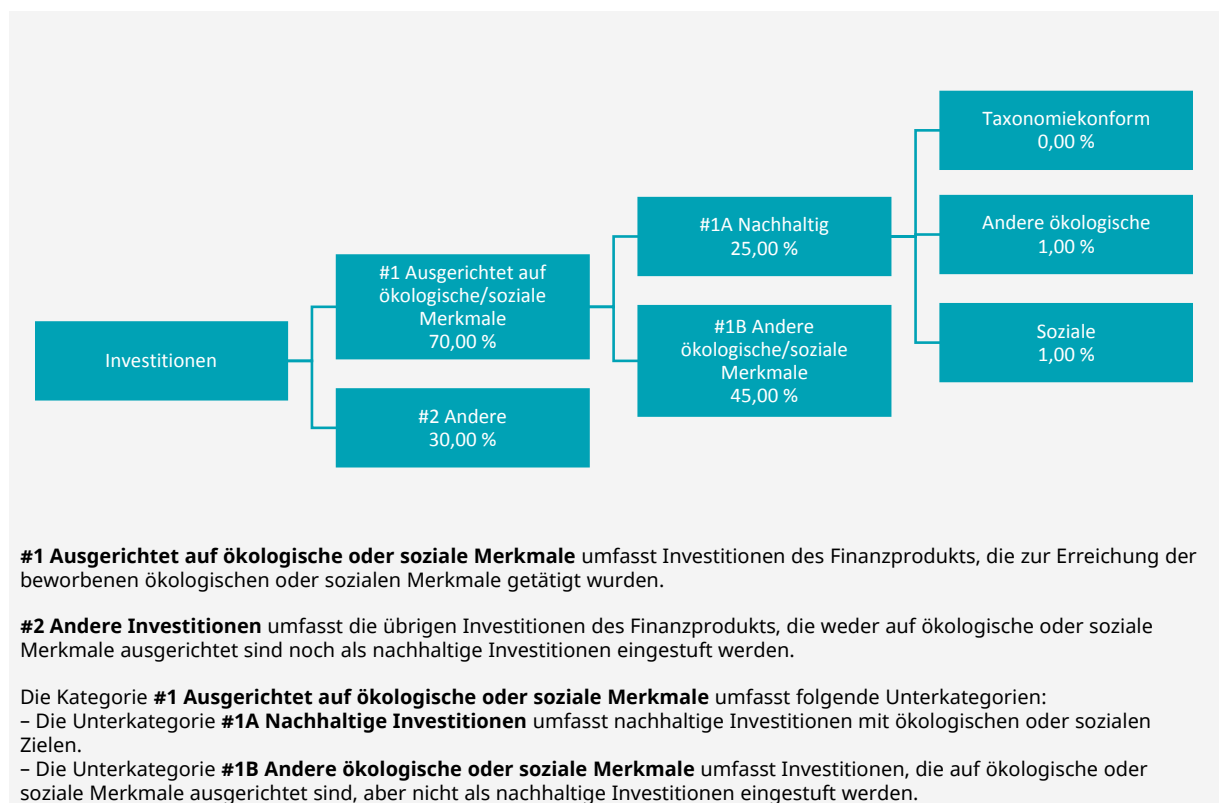 Investitionen
#1 Ausgerichtet auf
ökologische/soziale
Merkmale
70,00 %
#2 Andere
30,00 %
#1A Nachhaltig
25,00 %
#1B Andere
ökologische/soziale
Merkmale
45,00 %
Taxonomiekonform
0,00 %
Andere ökologische
1,00 %
Soziale
1,00 %
#1 Ausgerichtet auf ökologische oder soziale Merkmale umfasst Investitionen des Finanzprodukts, die zur Erreichung der
beworbenen ökologischen oder sozialen Merkmale getätigt wurden.
#2 Andere Investitionen umfasst die übrigen Investitionen des Finanzprodukts, die weder auf ökologische oder soziale
Merkmale ausgerichtet sind noch als nachhaltige Investitionen eingestuft werden.
Die Kategorie #1 Ausgerichtet auf ökologische oder soziale Merkmale umfasst folgende Unterkategorien:
– Die Unterkategorie #1A Nachhaltige Investitionen umfasst nachhaltige Investitionen mit ökologischen oder sozialen
Zielen.
– Die Unterkategorie #1B Andere ökologische oder soziale Merkmale umfasst Investitionen, die auf ökologische oder
soziale Merkmale ausgerichtet sind, aber nicht als nachhaltige Investitionen eingestuft werden.